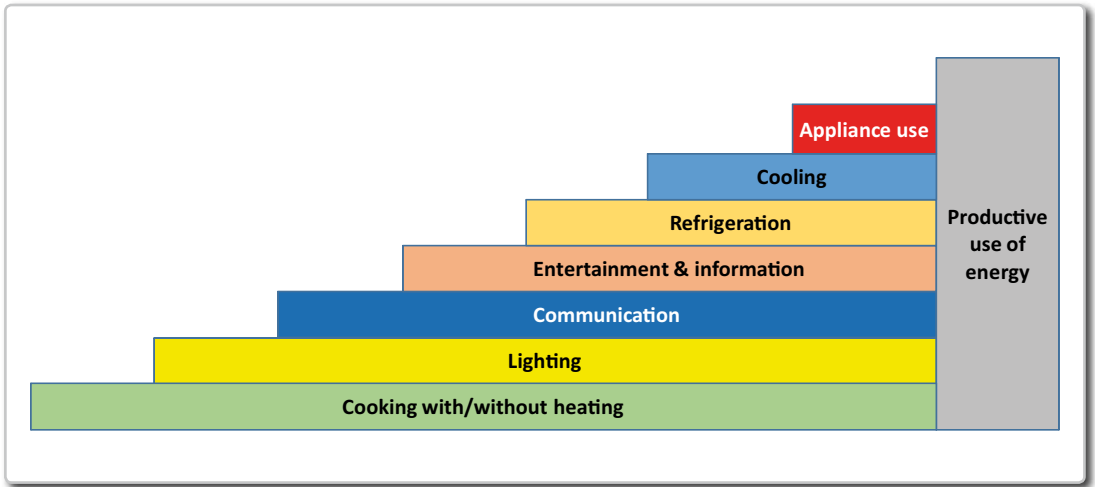 Appliance use
Cooling
Refrigeration
Entertainment & information
Communication
Lighting
Cooking with/without heating
Productive
use of
energy